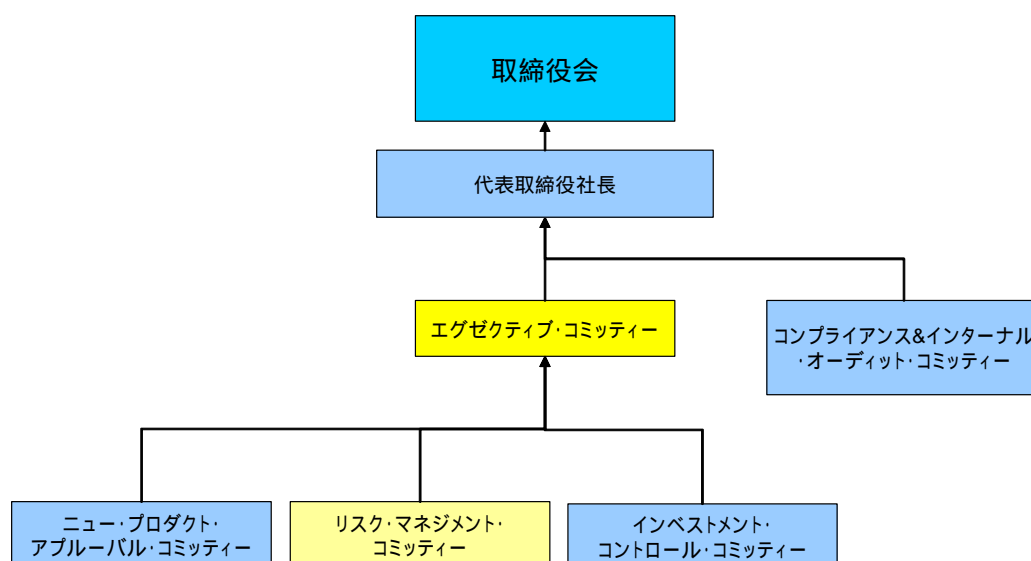 取締役会
代表取締役社長
エグゼクティブ･コミッティー
コンプライアンス&インターナル
･オーディット･コミッティー
ニュー･プロダクト･
アプルーバル･コミッティー
リスク･マネジメント･
コミッティー
インベストメント･
コントロール･コミッティー